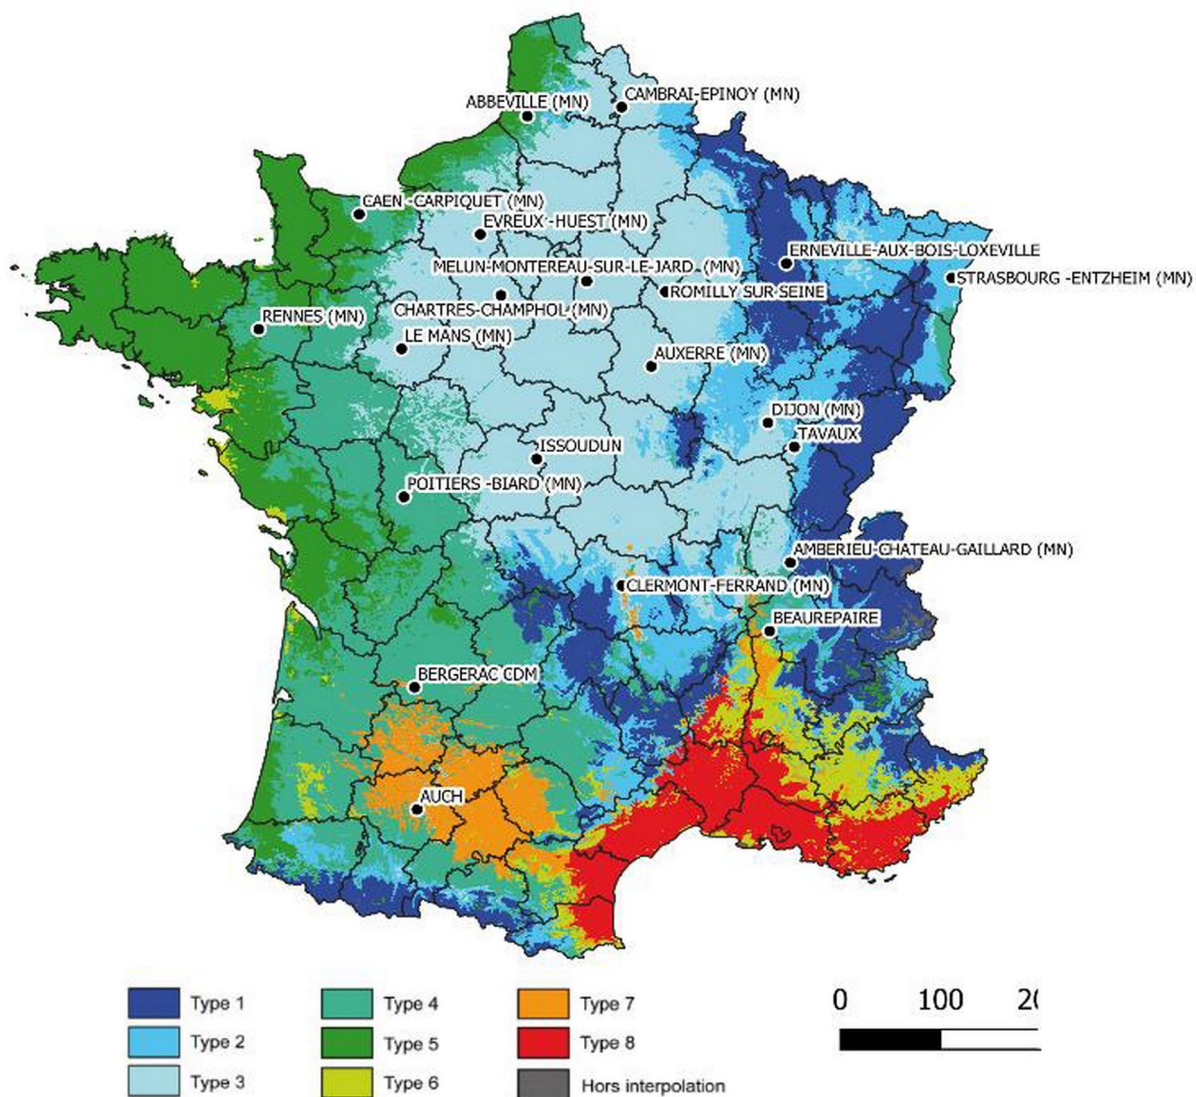 ABBEVILLE (MN)
CAMBRAI-EPINOY (MN)
CAEN -CARPIQUET (MN)
EVREUX -HUEST (MN)
ERNEVILLE-AUX-BOIS-LOXEVILLE
MELUN-MONTEREAU-SUR-LE-JARD (MN)
STRASBOURG -ENTZHEIM (MN)
ROMILLY SUR-SEINE
CHARTRES-CHAMPHOL (MN)
RENNES (MN)
LE MANS (MN)
AUXERRE (MN)
DIJON (MN)
TAVAUX
ISSOUDUN
POITIERS -BIARD (MN)
AMBERIEU-CHATEAU-GAILLARD (MN)
CLERMONT-FERRAND (MN)
BEAUREPAIRE
BERGERAC CDM
AUCH
Type 1 Type 4 Type 7
Type 2 Type 5 Type 8
Type 3 Type 6 Hors interpolation
0 100